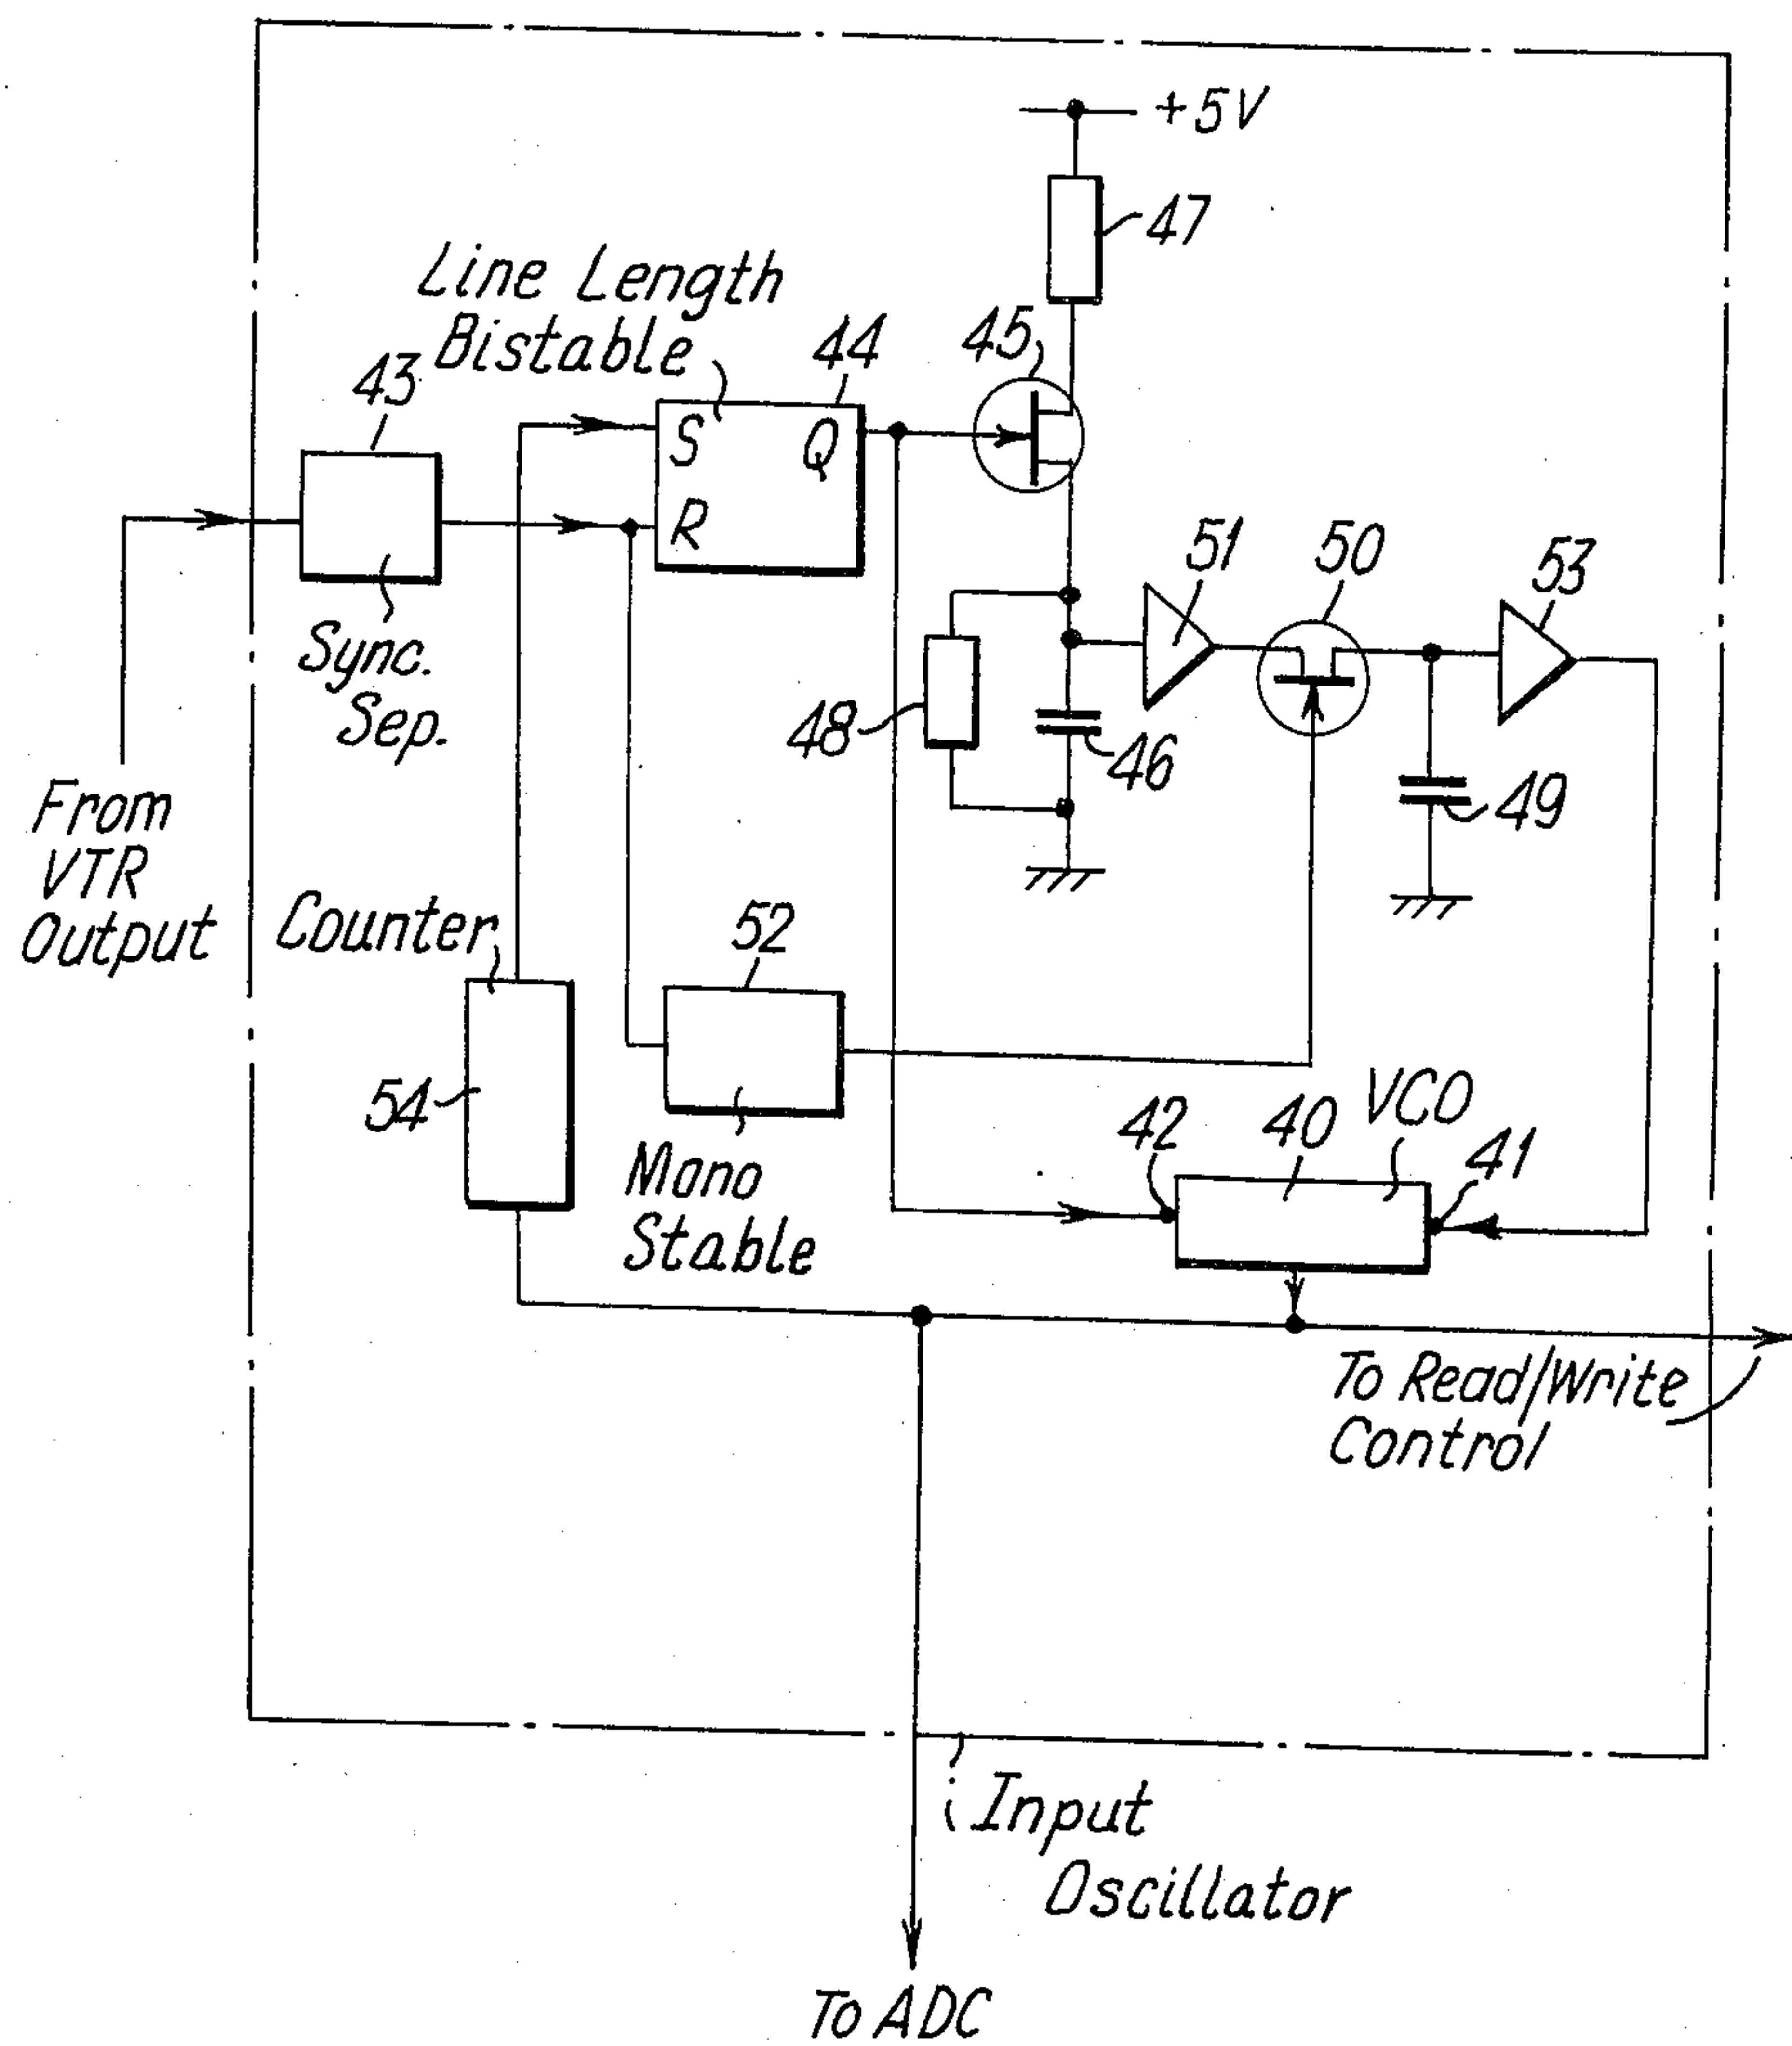 +5V
47
Line Length
Bistable
44
45
43
S
Q
R
51
50
53
Sync.
Sep.
48
46
49
From
VTR
Output
Counter
52
54
Mono
Stable
42
40
VCO
41
To Read/Write
Control
Input
Oscillator
To ADC